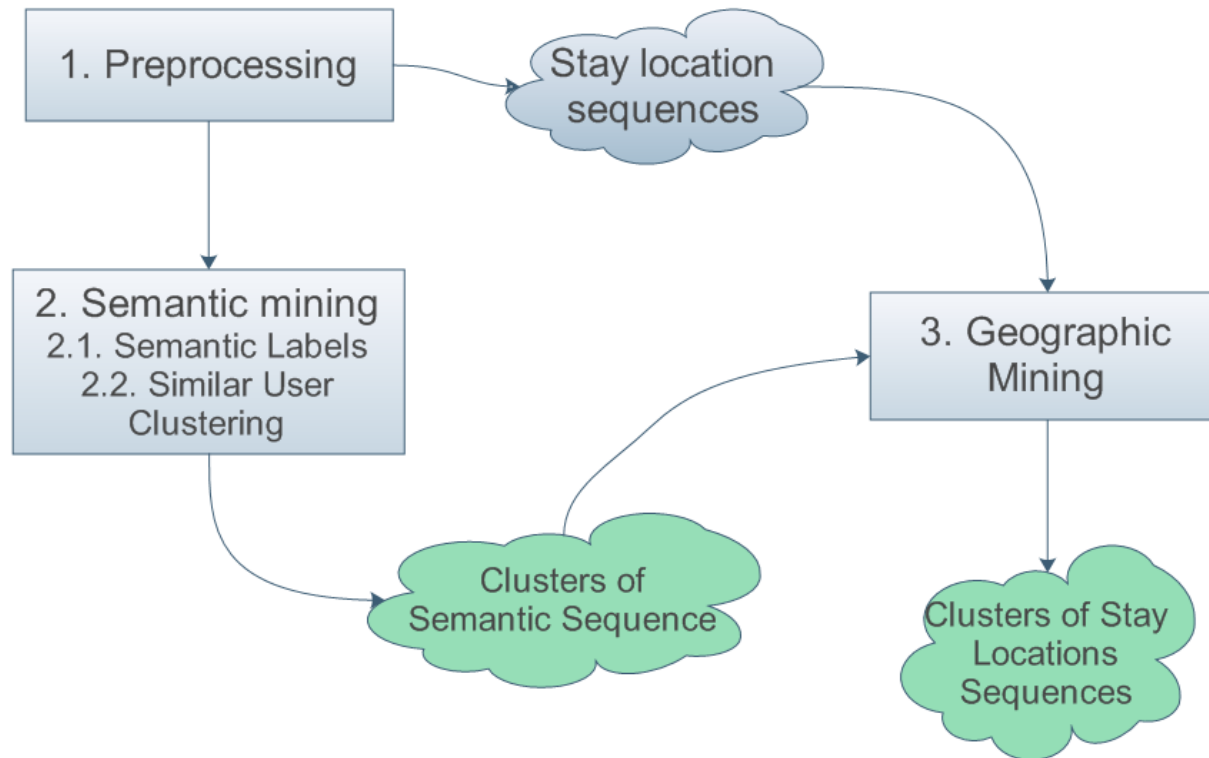 1. Preprocessing
Stay location
sequences
2. Semantic mining
2.1. Semantic Labels
2.2. Similar User
Clustering
3. Geographic
Mining
Clusters of
Semantic Sequence
Clusters of Stay
Locations
Sequences